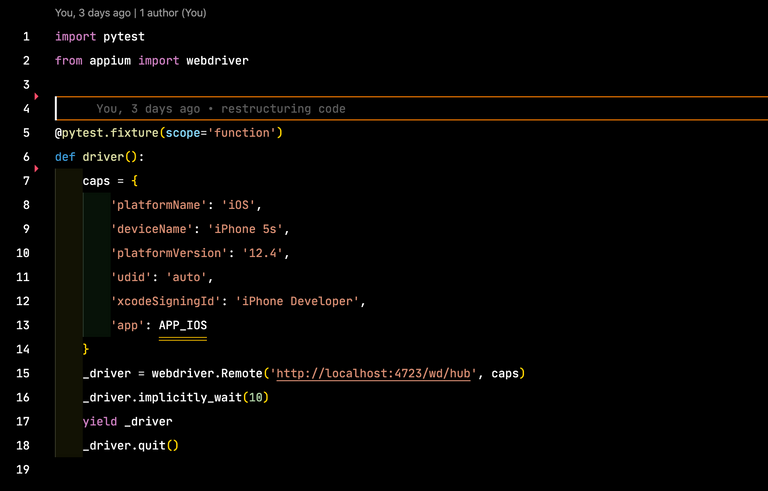 You, 3 days ago | 1 author (You)
1 import pytest
2 from appium import webdriver
3
4 You, 3 days ago • restructuring code
5 @pytest.fixture(scope='function')
6 def driver():
7 caps = {
8 'platformName': 'iOS',
9 'deviceName': 'iPhone 5s',
10 'platformVersion': '12.4',
11 'udid': 'auto',
12 'xcodeSigningId': 'iPhone Developer',
13 'app': APP_IOS
14 }
15 _driver = webdriver.Remote('http://localhost:4723/wd/hub', caps)
16 _driver.implicitly_wait(10)
17 yield _driver
18 _driver.quit()
19